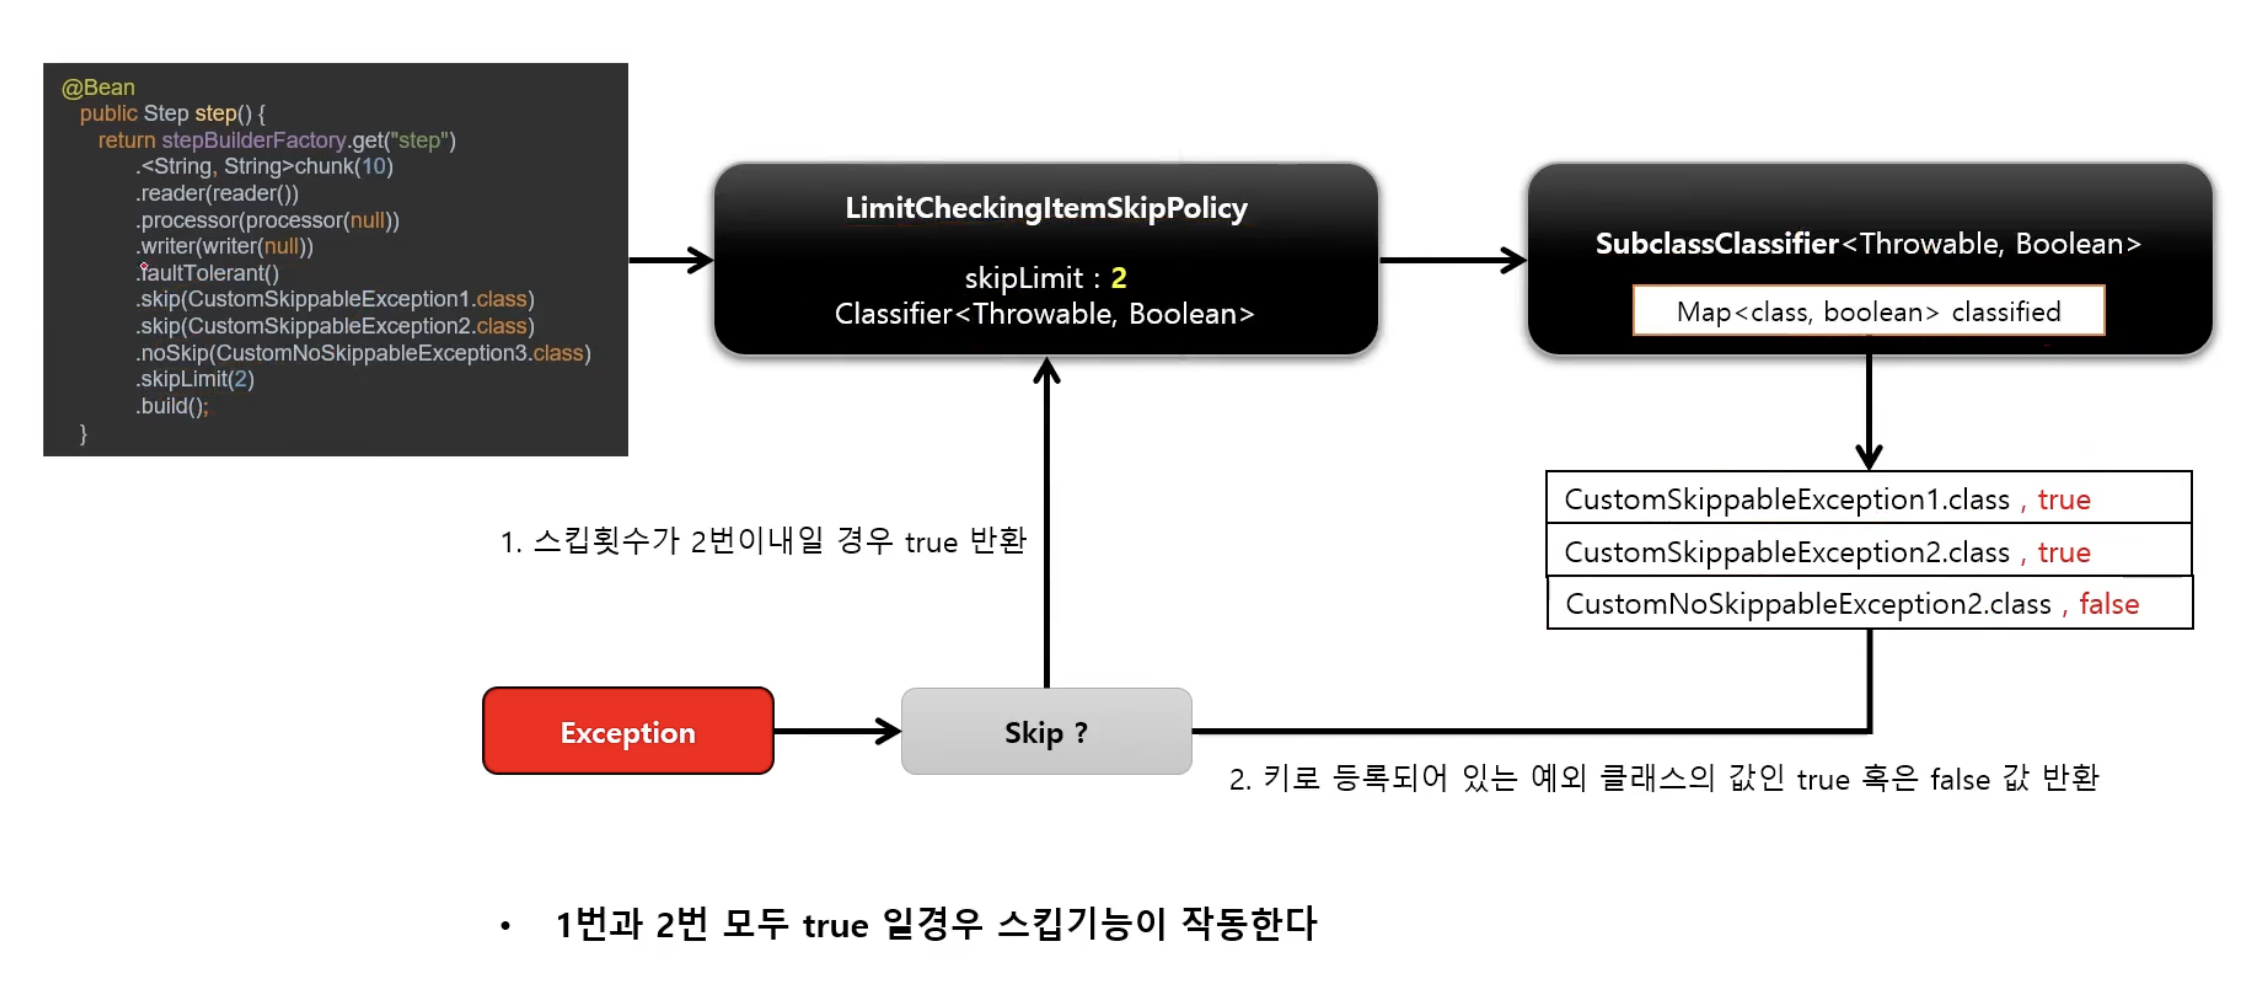 @Bean
public Step step() {
return stepBuilderFactory.get("step")
.<String, String>chunk(10)
.reader(reader())
.processor(processor(null))
.writer(writer(null))
.faultTolerant()
.skip(CustomSkippableException1.class)
.skip(CustomSkippableException2.class)
.noSkip(CustomNoSkippableException3.class)
.skipLimit(2)
.build();
}
LimitCheckingItemSkipPolicy
skipLimit : 2
Classifier<Throwable, Boolean>
SubclassClassifier<Throwable, Boolean>
Map<class, boolean> classified
CustomSkippableException1.class , true
CustomSkippableException2.class , true
CustomNoSkippableException2.class , false
1. 스킵횟수가 2번이내일 경우 true 반환
Exception
Skip ?
2. 키로 등록되어 있는 예외 클래스의 값인 true 혹은 false 값 반환
• 1번과 2번 모두 true 일경우 스킵기능이 작동한다